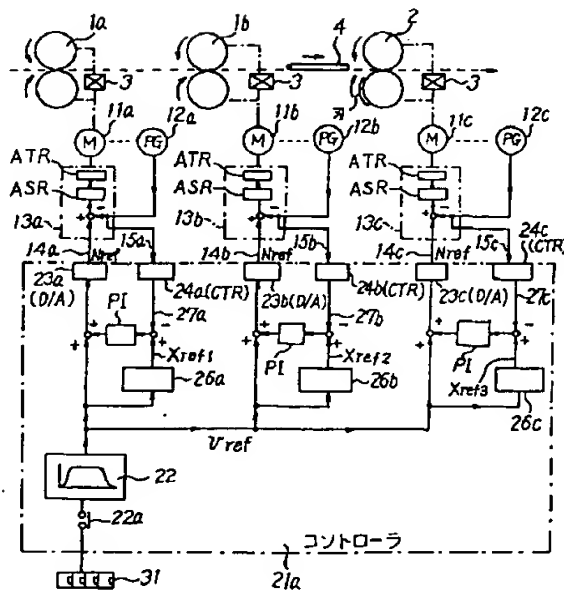 1a 1b 4 2
3 3 3
11a 12a 11b 12b 11c 12c
M PG M PG M PG
ATR ATR ATR
ASR ASR ASR
+ - + - + -
13a 13b 13c
14a Nref 15a 14b Nref 15b 14c Nref 15c 24c (CTR)
23a (D/A) 24a(CTR) 23b(D/A) 24b(CTR) 23c(D/A) 27c
27a 27b
+ PI - + PI - + PI -
+ + + + + +
Xref1 Xref2 Xref3
26a 26b 26c
vref
22
22a
コントローラ
31 21a